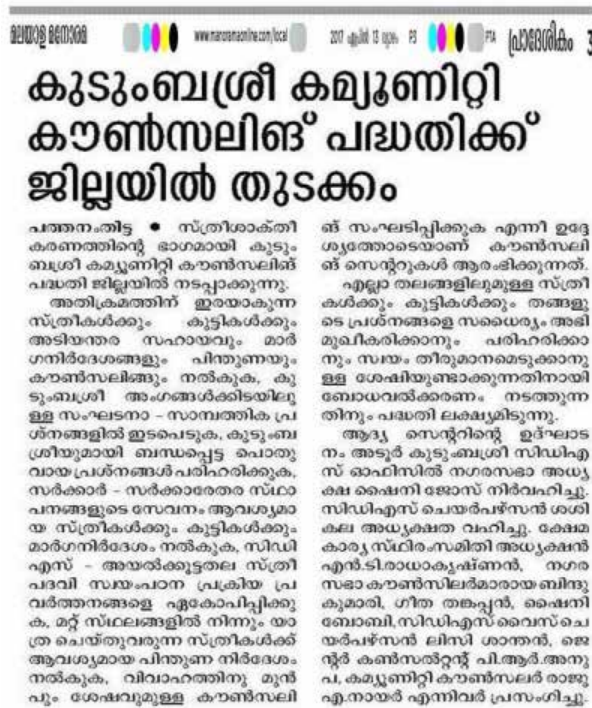 മലയാള മനോരമ www.manoramaonline.com/local 2017 ഏപ്രിൽ 13 വ്യാഴം P3 PTA പ്രാദേശികം 3
കുടുംബശ്രീ കമ്യൂണിറ്റി
കൗൺസലിങ് പദ്ധതിക്ക്
ജില്ലയിൽ തുടക്കം
പത്തനംതിട്ട ● സ്ത്രീശാക്തീ
കരണത്തിന്റെ ഭാഗമായി കുടും
ബശ്രീ കമ്യൂണിറ്റി കൗൺസലിങ്
പദ്ധതി ജില്ലയിൽ നടപ്പാക്കുന്നു.
അതിക്രമത്തിന് ഇരയാകുന്ന
സ്ത്രീകൾക്കും കുട്ടികൾക്കും
അടിയന്തര സഹായവും മാർ
ഗനിർദേശങ്ങളും പിന്തുണയും
കൗൺസലിങ്ങും നൽകുക, കു
ടുംബശ്രീ അംഗങ്ങൾക്കിടയിലു
ള്ള സംഘടനാ – സാമ്പത്തിക പ്ര
ശ്നങ്ങളിൽ ഇടപെടുക, കുടുംബ
ശ്രീയുമായി ബന്ധപ്പെട്ട പൊതു
വായ പ്രശ്നങ്ങൾ പരിഹരിക്കുക,
സർക്കാർ – സർക്കാരേതര സ്ഥാ
പനങ്ങളുടെ സേവനം ആവശ്യമാ
യ സ്ത്രീകൾക്കും കുട്ടികൾക്കും
മാർഗനിർദേശം നൽകുക, സിഡി
എസ് – അയൽക്കൂട്ടതല സ്ത്രീ
പദവി സ്വയംപഠന പ്രക്രിയ പ്ര
വർത്തനങ്ങളെ ഏകോപിപ്പിക്കു
ക, മറ്റ് സ്ഥലങ്ങളിൽ നിന്നും യാ
ത്ര ചെയ്തുവരുന്ന സ്ത്രീകൾക്ക്
ആവശ്യമായ പിന്തുണ നിർദേശം
നൽകുക, വിവാഹത്തിനു മുൻ
പും ശേഷവുമുള്ള കൗൺസലി
ങ് സംഘടിപ്പിക്കുക എന്നീ ഉദ്ദേ
ശ്യത്തോടെയാണ് കൗൺസലി
ങ് സെന്ററുകൾ ആരംഭിക്കുന്നത്.
എല്ലാ തലങ്ങളിലുമുള്ള സ്ത്രീ
കൾക്കും കുട്ടികൾക്കും തങ്ങളു
ടെ പ്രശ്നങ്ങളെ സധൈര്യം അഭി
മുഖീകരിക്കാനും പരിഹരിക്കാ
നും സ്വയം തീരുമാനമെടുക്കാനു
ള്ള ശേഷിയുണ്ടാക്കുന്നതിനായി
ബോധവൽക്കരണം നടത്തുന്ന
തിനും പദ്ധതി ലക്ഷ്യമിടുന്നു.
ആദ്യ സെന്ററിന്റെ ഉദ്ഘാട
നം അടൂർ കുടുംബശ്രീ സിഡിഎ
സ് ഓഫിസിൽ നഗരസഭാ അധ്യ
ക്ഷ ഷൈനി ജോസ് നിർവഹിച്ചു.
സിഡിഎസ് ചെയർപഴ്സൻ ശശി
കല അധ്യക്ഷത വഹിച്ചു. ക്ഷേമ
കാര്യ സ്ഥിരംസമിതി അധ്യക്ഷൻ
എൻ.ടി.രാധാകൃഷ്ണൻ, നഗര
സഭാ കൗൺസിലർമാരായ ബിന്ദു
കുമാരി, ഗീത തങ്കപ്പൻ, ഷൈനി
ബോബി,സിഡിഎസ് വൈസ് ചെ
യർപഴ്സൻ ലിസി ശാന്തൻ, ജെ
ന്റർ കൺസൽറ്റന്റ് പി.ആർ.അനു
പ, കമ്യൂണിറ്റി കൗൺസലർ രാജു
എ.നായർ എന്നിവർ പ്രസംഗിച്ചു.